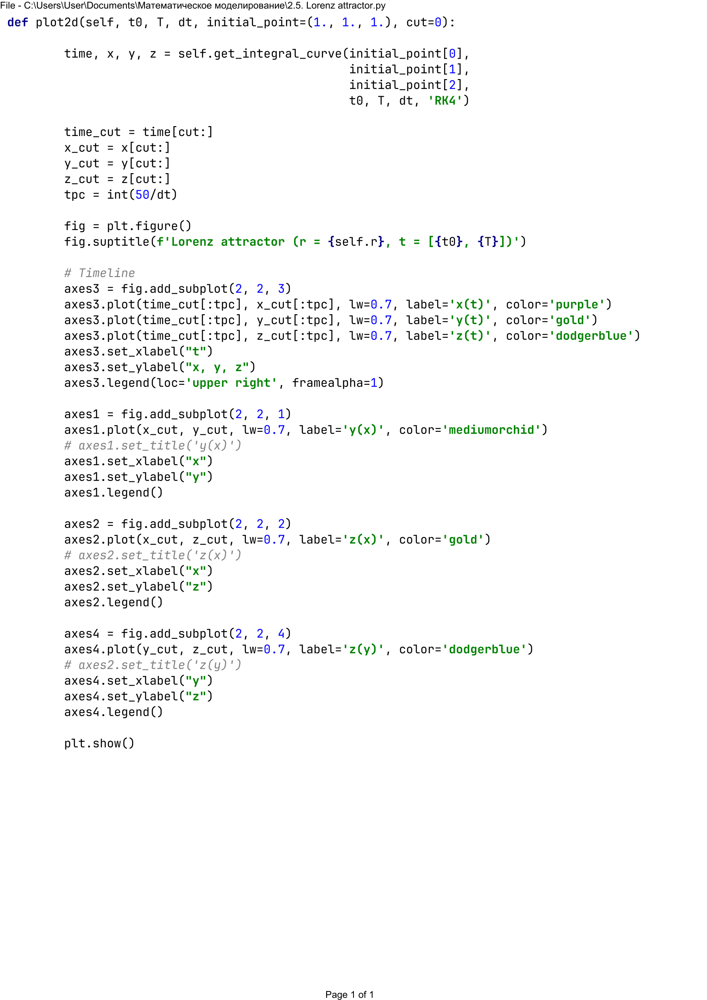 File - C:\Users\User\Documents\Математическое моделирование\2.5. Lorenz attractor.py
def plot2d(self, t0, T, dt, initial_point=(1., 1., 1.), cut=0):
time, x, y, z = self.get_integral_curve(initial_point[0],
initial_point[1],
initial_point[2],
t0, T, dt, 'RK4')
time_cut = time[cut:]
x_cut = x[cut:]
y_cut = y[cut:]
z_cut = z[cut:]
tpc = int(50/dt)
fig = plt.figure()
fig.suptitle(f'Lorenz attractor (r = {self.r}, t = [{t0}, {T}])')
# Timeline
axes3 = fig.add_subplot(2, 2, 3)
axes3.plot(time_cut[:tpc], x_cut[:tpc], lw=0.7, label='x(t)', color='purple')
axes3.plot(time_cut[:tpc], y_cut[:tpc], lw=0.7, label='y(t)', color='gold')
axes3.plot(time_cut[:tpc], z_cut[:tpc], lw=0.7, label='z(t)', color='dodgerblue')
axes3.set_xlabel("t")
axes3.set_ylabel("x, y, z")
axes3.legend(loc='upper right', framealpha=1)
axes1 = fig.add_subplot(2, 2, 1)
axes1.plot(x_cut, y_cut, lw=0.7, label='y(x)', color='mediumorchid')
# axes1.set_title('y(x)')
axes1.set_xlabel("x")
axes1.set_ylabel("y")
axes1.legend()
axes2 = fig.add_subplot(2, 2, 2)
axes2.plot(x_cut, z_cut, lw=0.7, label='z(x)', color='gold')
# axes2.set_title('z(x)')
axes2.set_xlabel("x")
axes2.set_ylabel("z")
axes2.legend()
axes4 = fig.add_subplot(2, 2, 4)
axes4.plot(y_cut, z_cut, lw=0.7, label='z(y)', color='dodgerblue')
# axes2.set_title('z(y)')
axes4.set_xlabel("y")
axes4.set_ylabel("z")
axes4.legend()
plt.show()
Page 1 of 1